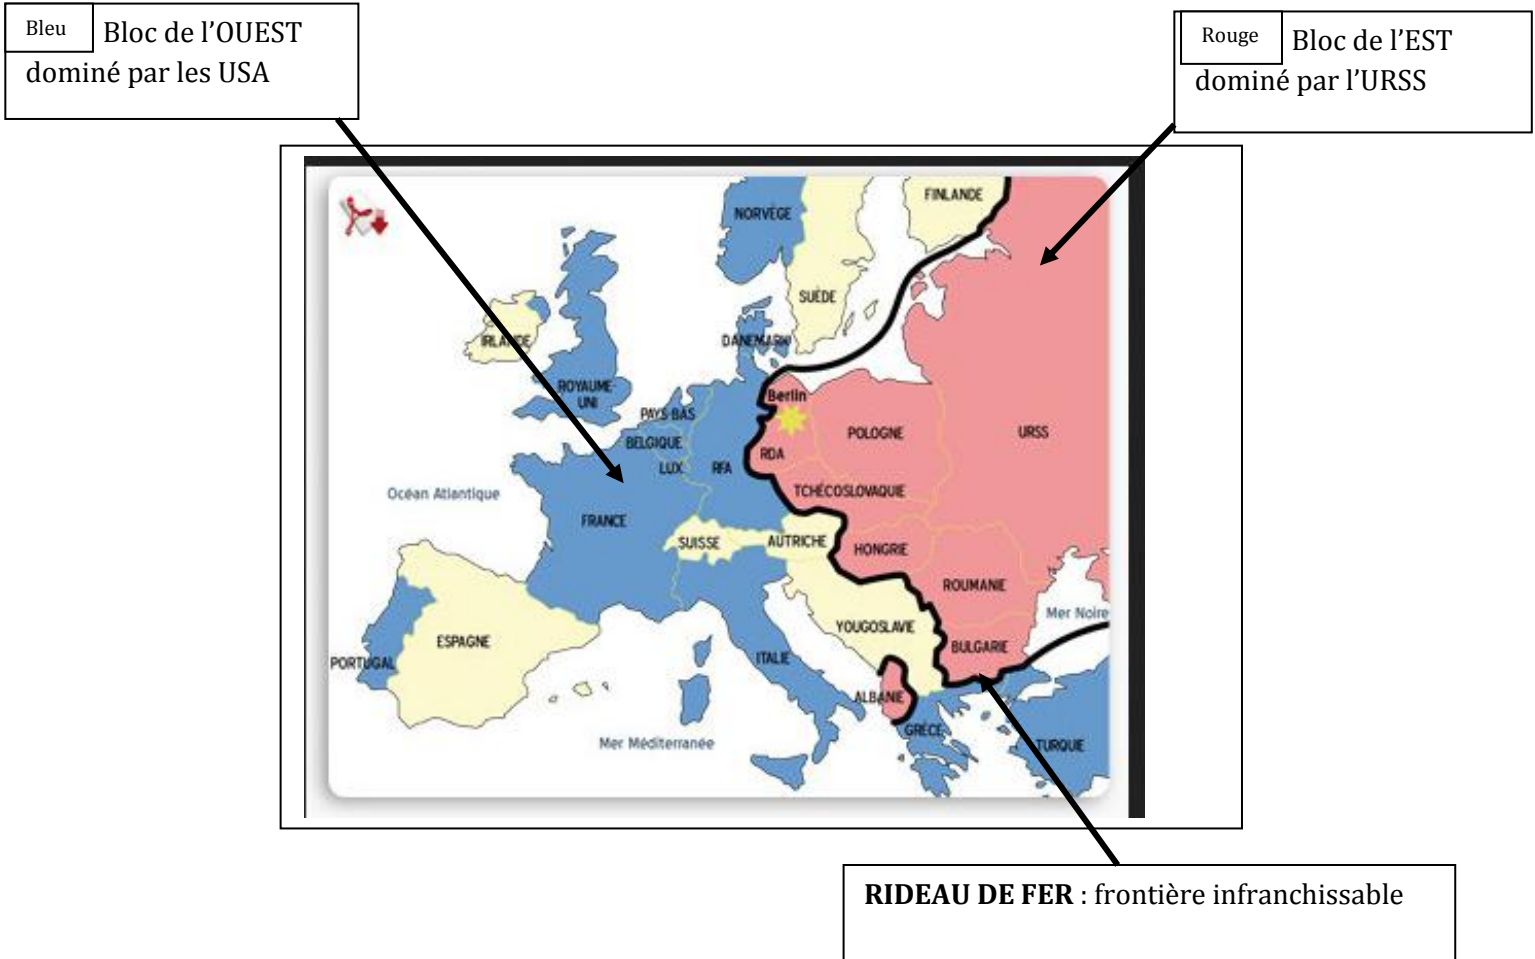 Bleu
Bloc de l’OUEST
dominé par les USA
Rouge
Bloc de l’EST
dominé par l’URSS
FINLANDE
NORVÈGE
SUÈDE
IRLANDE
DANEMARK
ROYAUME-
UNI
Berlin
PAYS-BAS
POLOGNE
URSS
BELGIQUE
RDA
LUX
RFA
TCHÉCOSLOVAQUIE
Océan Atlantique
FRANCE
SUISSE
AUTRICHE
HONGRIE
ROUMANIE
Mer Noire
YOUGOSLAVIE
ESPAGNE
BULGARIE
PORTUGAL
ITALIE
ALBANIE
GRÈCE
Mer Méditerranée
TURQUIE
RIDEAU DE FER : frontière infranchissable